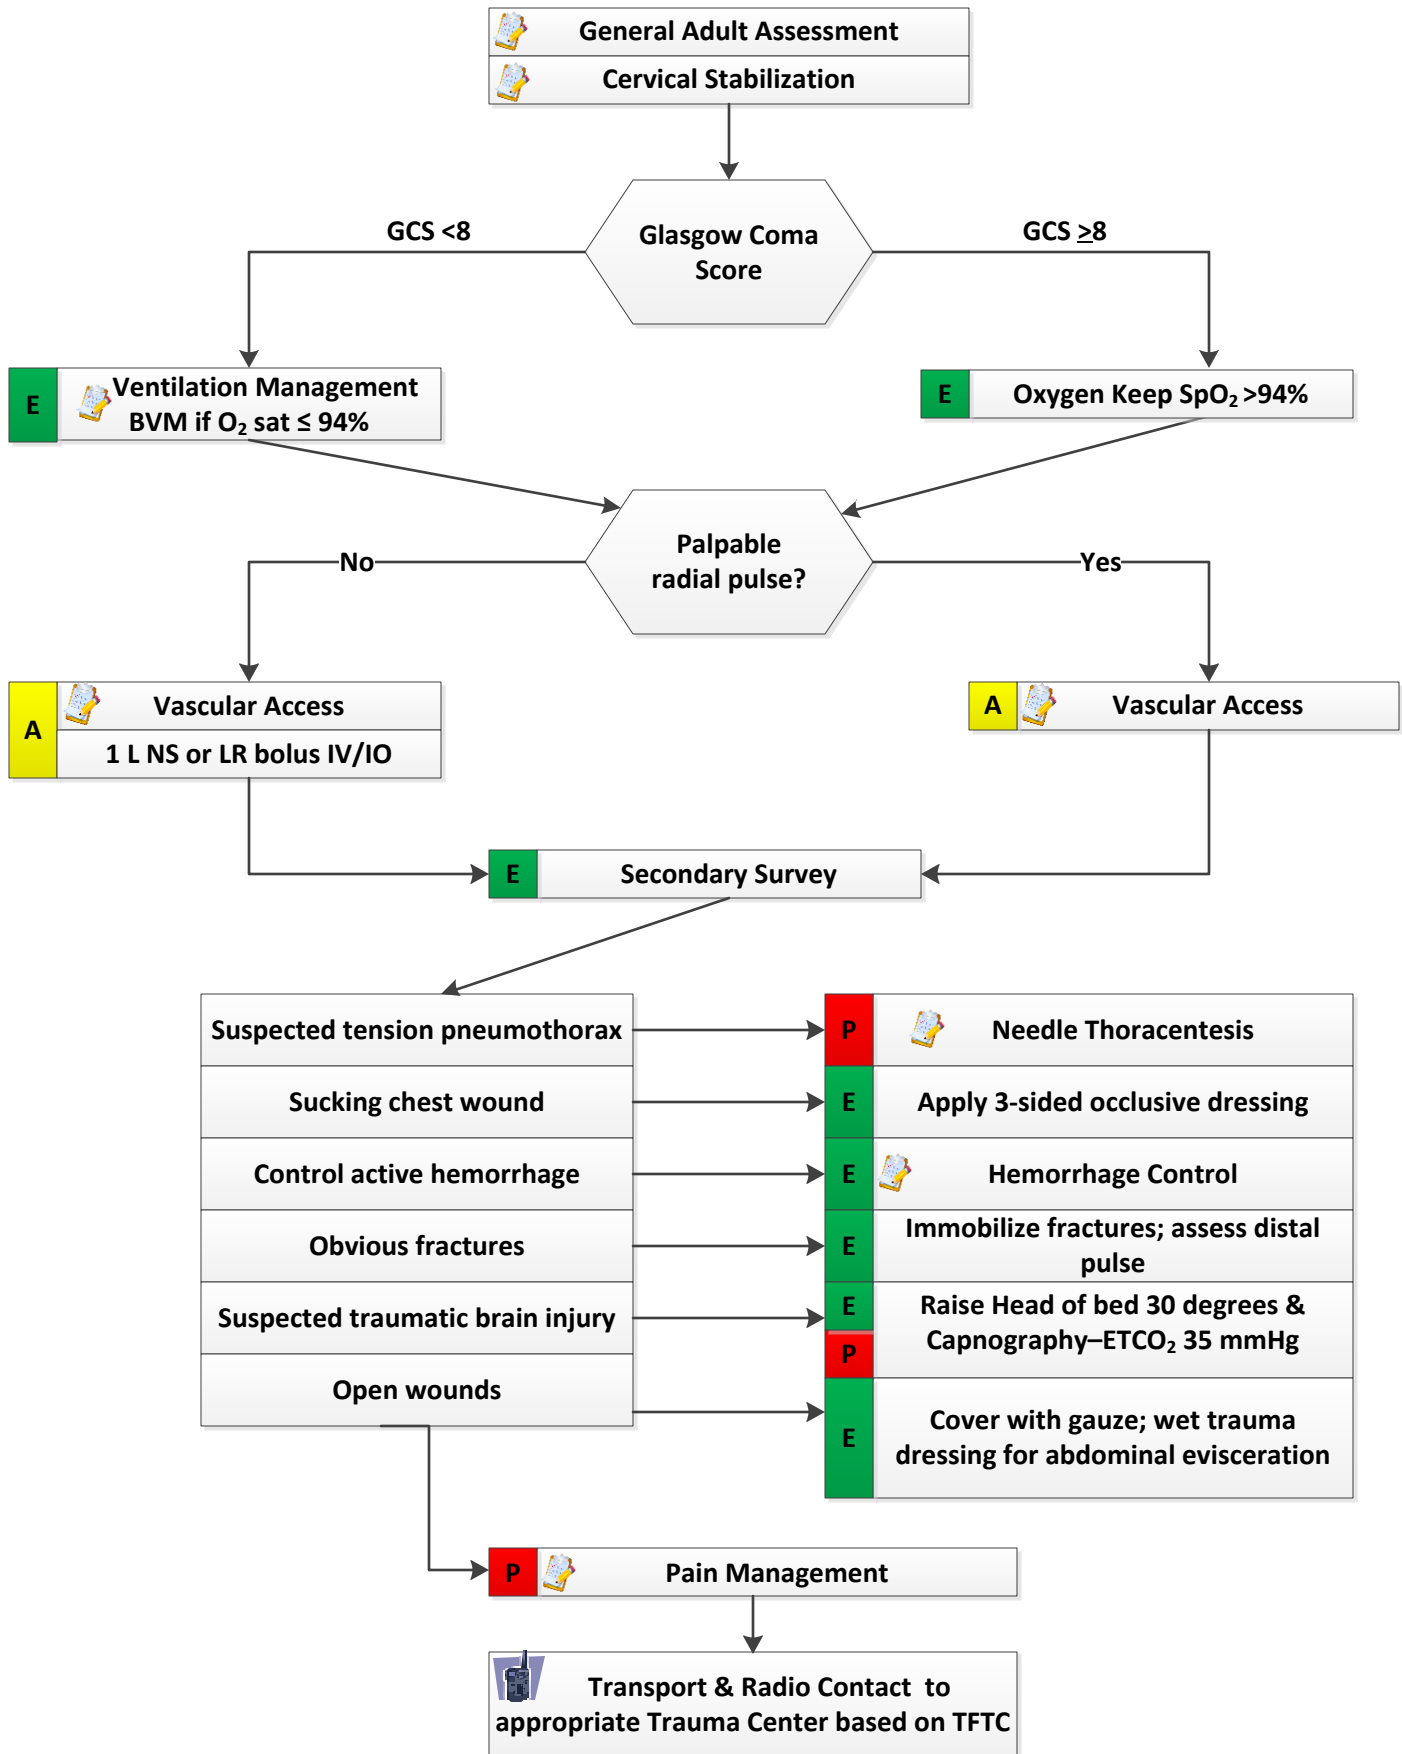 General Adult Assessment
Cervical Stabilization
Glasgow Coma
Score
GCS <8
GCS ≥8
E
Ventilation Management
BVM if O₂ sat ≤ 94%
E
Oxygen Keep SpO₂ >94%
Palpable
radial pulse?
No
Yes
A
Vascular Access
1 L NS or LR bolus IV/IO
A
Vascular Access
E
Secondary Survey
Suspected tension pneumothorax
P
Needle Thoracentesis
Sucking chest wound
E
Apply 3-sided occlusive dressing
Control active hemorrhage
E
Hemorrhage Control
Obvious fractures
E
Immobilize fractures; assess distal
pulse
Suspected traumatic brain injury
E
P
Raise Head of bed 30 degrees &
Capnography–ETCO₂ 35 mmHg
Open wounds
E
Cover with gauze; wet trauma
dressing for abdominal evisceration
P
Pain Management
Transport & Radio Contact to
appropriate Trauma Center based on TFTC